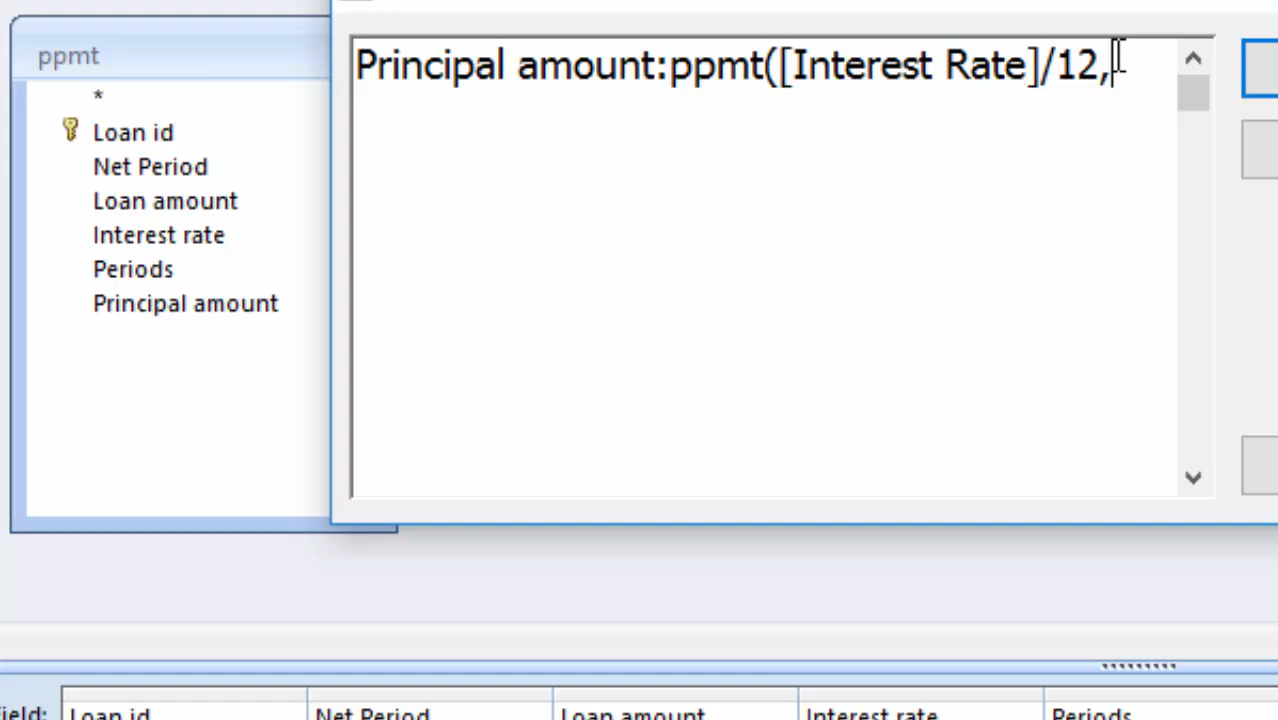 ppmt
*
Loan id
Net Period
Loan amount
Interest rate
Periods
Principal amount
Principal amount:ppmt([Interest Rate]/12,
Field: Loan id Net Period Loan amount Interest rate Periods